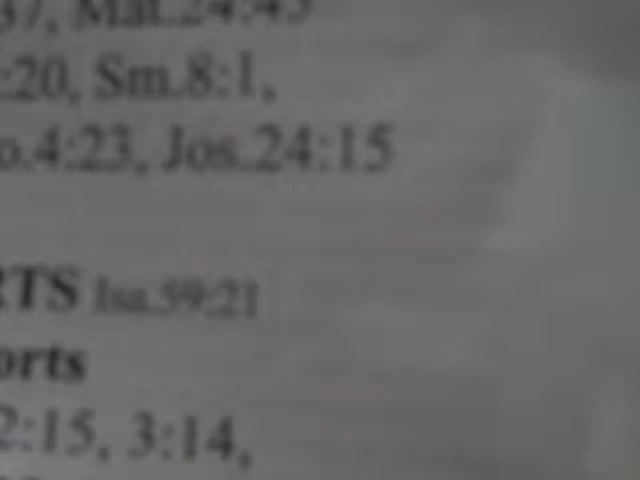 37, Mat.24:45
:20, Sm.8:1,
o.4:23, Jos.24:15
RTS Isa.59:21
orts
2:15, 3:14,